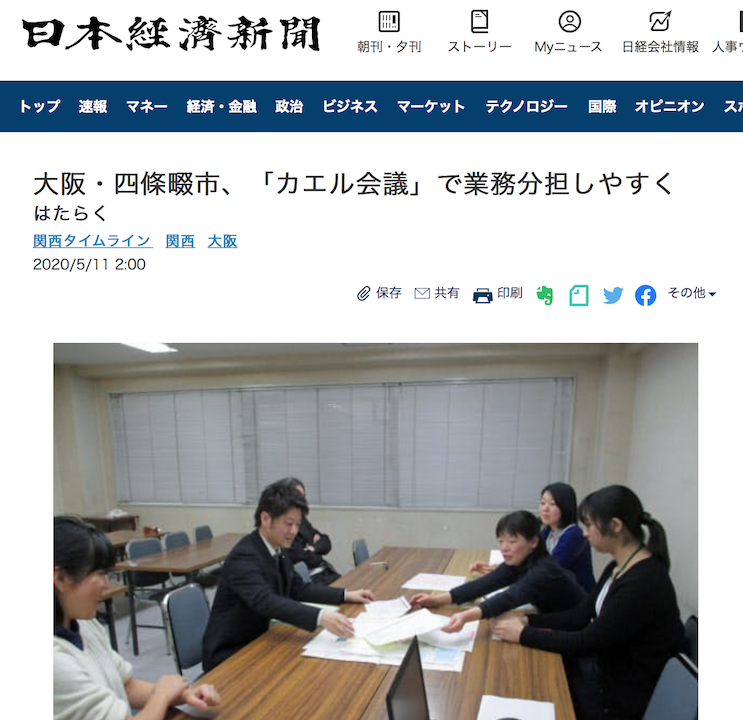 日本経済新聞
朝刊・夕刊 ストーリー Myニュース 日経会社情報 人事
トップ 速報 マネー 経済・金融 政治 ビジネス マーケット テクノロジー 国際 オピニオン ス
大阪・四條畷市、「カエル会議」で業務分担しやすく
はたらく
関西タイムライン 関西 大阪
2020/5/11 2:00
保存 共有 印刷 その他